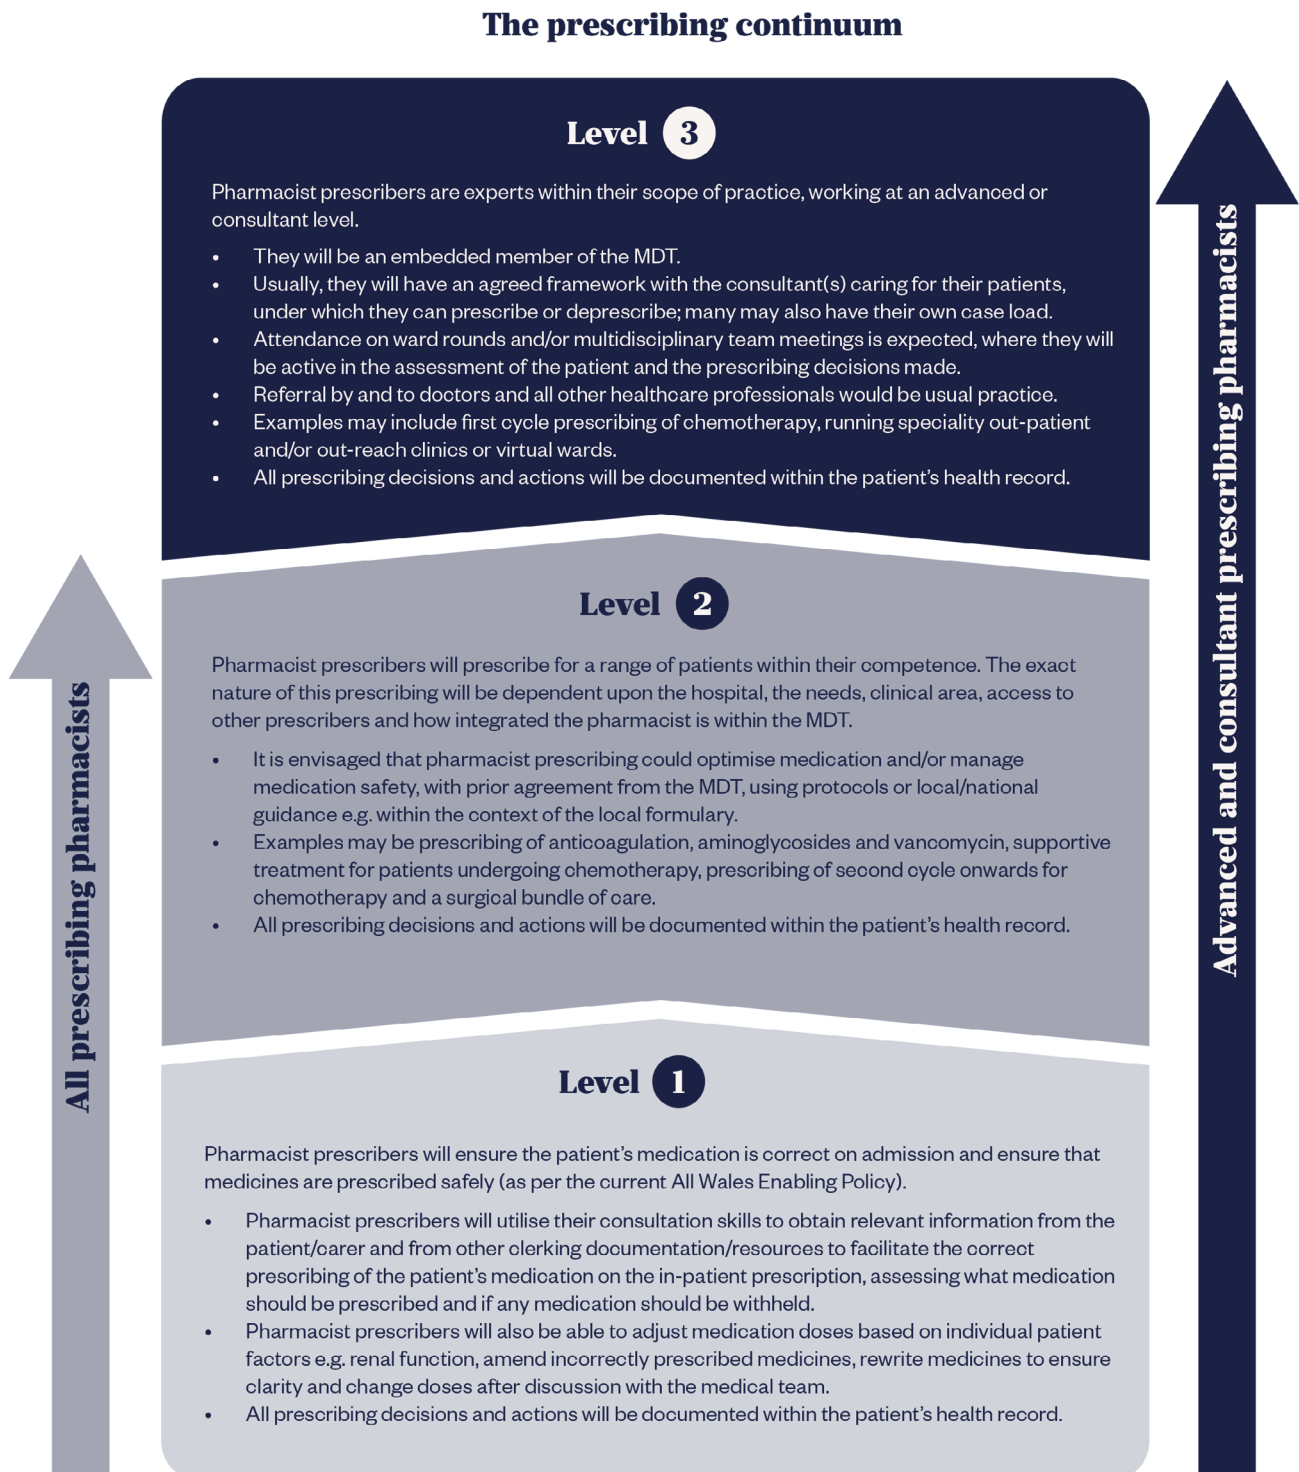 The prescribing continuum
Level 3
Pharmacist prescribers are experts within their scope of practice, working at an advanced or
consultant level.
• They will be an embedded member of the MDT.
• Usually, they will have an agreed framework with the consultant(s) caring for their patients,
under which they can prescribe or deprescribe; many may also have their own case load.
• Attendance on ward rounds and/or multidisciplinary team meetings is expected, where they will
be active in the assessment of the patient and the prescribing decisions made.
• Referral by and to doctors and all other healthcare professionals would be usual practice.
• Examples may include first cycle prescribing of chemotherapy, running speciality out-patient
and/or out-reach clinics or virtual wards.
• All prescribing decisions and actions will be documented within the patient's health record.
Level 2
Pharmacist prescribers will prescribe for a range of patients within their competence. The exact
nature of this prescribing will be dependent upon the hospital, the needs, clinical area, access to
other prescribers and how integrated the pharmacist is within the MDT.
• It is envisaged that pharmacist prescribing could optimise medication and/or manage
medication safety, with prior agreement from the MDT, using protocols or local/national
guidance e.g. within the context of the local formulary.
• Examples may be prescribing of anticoagulation, aminoglycosides and vancomycin, supportive
treatment for patients undergoing chemotherapy, prescribing of second cycle onwards for
chemotherapy and a surgical bundle of care.
• All prescribing decisions and actions will be documented within the patient's health record.
Level 1
Pharmacist prescribers will ensure the patient's medication is correct on admission and ensure that
medicines are prescribed safely (as per the current All Wales Enabling Policy).
• Pharmacist prescribers will utilise their consultation skills to obtain relevant information from the
patient/carer and from other clerking documentation/resources to facilitate the correct
prescribing of the patient's medication on the in-patient prescription, assessing what medication
should be prescribed and if any medication should be withheld.
• Pharmacist prescribers will also be able to adjust medication doses based on individual patient
factors e.g. renal function, amend incorrectly prescribed medicines, rewrite medicines to ensure
clarity and change doses after discussion with the medical team.
• All prescribing decisions and actions will be documented within the patient's health record.
All prescribing pharmacists
Advanced and consultant prescribing pharmacists